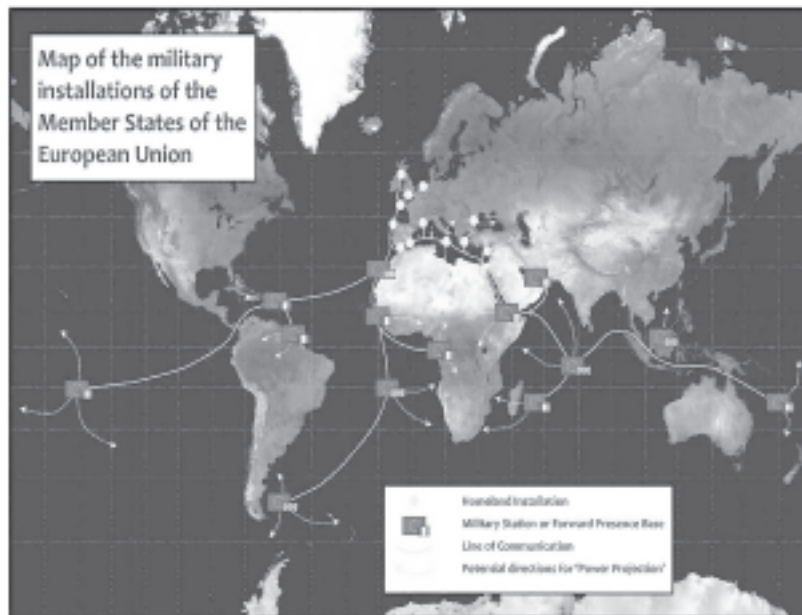 Map of the military
installations of the
Member States of the
European Union
Homeland Installation
Military Station or Forward Presence Base
Line of Communication
Potential directions for 'Power Projection'